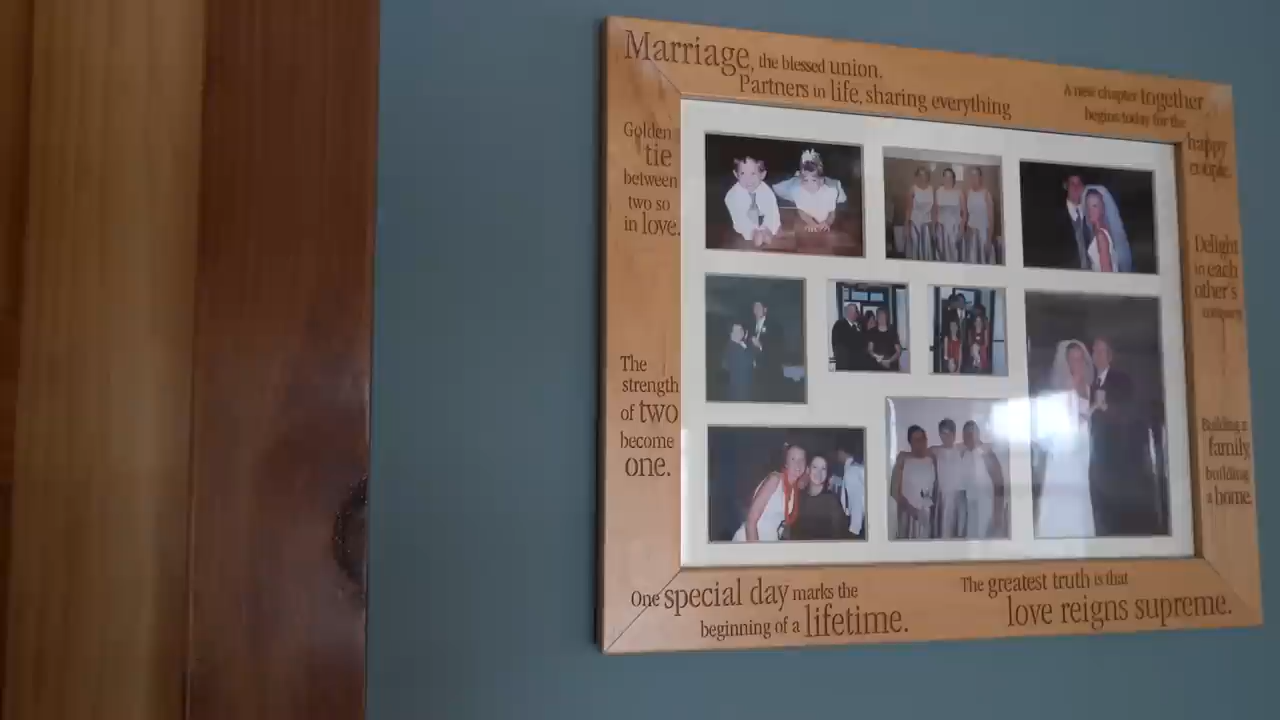 Marriage, the blessed union.
Partners in life, sharing everything
A new chapter together
begins today for the
happy
couple.
Golden
tie
between
two so
in love.
Delight
in each
other's
company
The
strength
of two
become
one.
Building a
family,
building
a home.
One special day marks the
beginning of a lifetime.
The greatest truth is that
love reigns supreme.